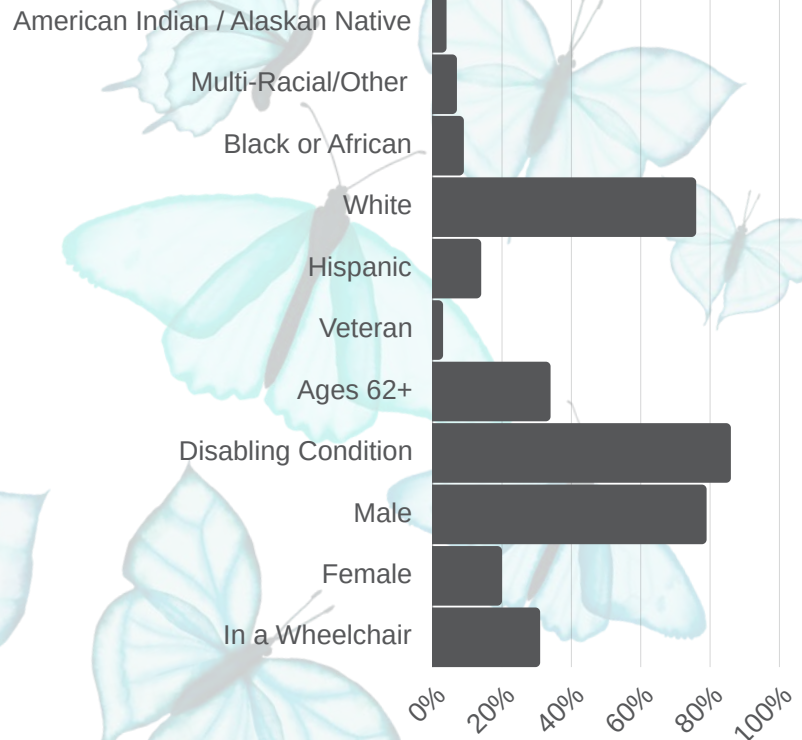 American Indian / Alaskan Native
Multi-Racial/Other
Black or African
White
Hispanic
Veteran
Ages 62+
Disabling Condition
Male
Female
In a Wheelchair
0% 20% 40% 60% 80% 100%